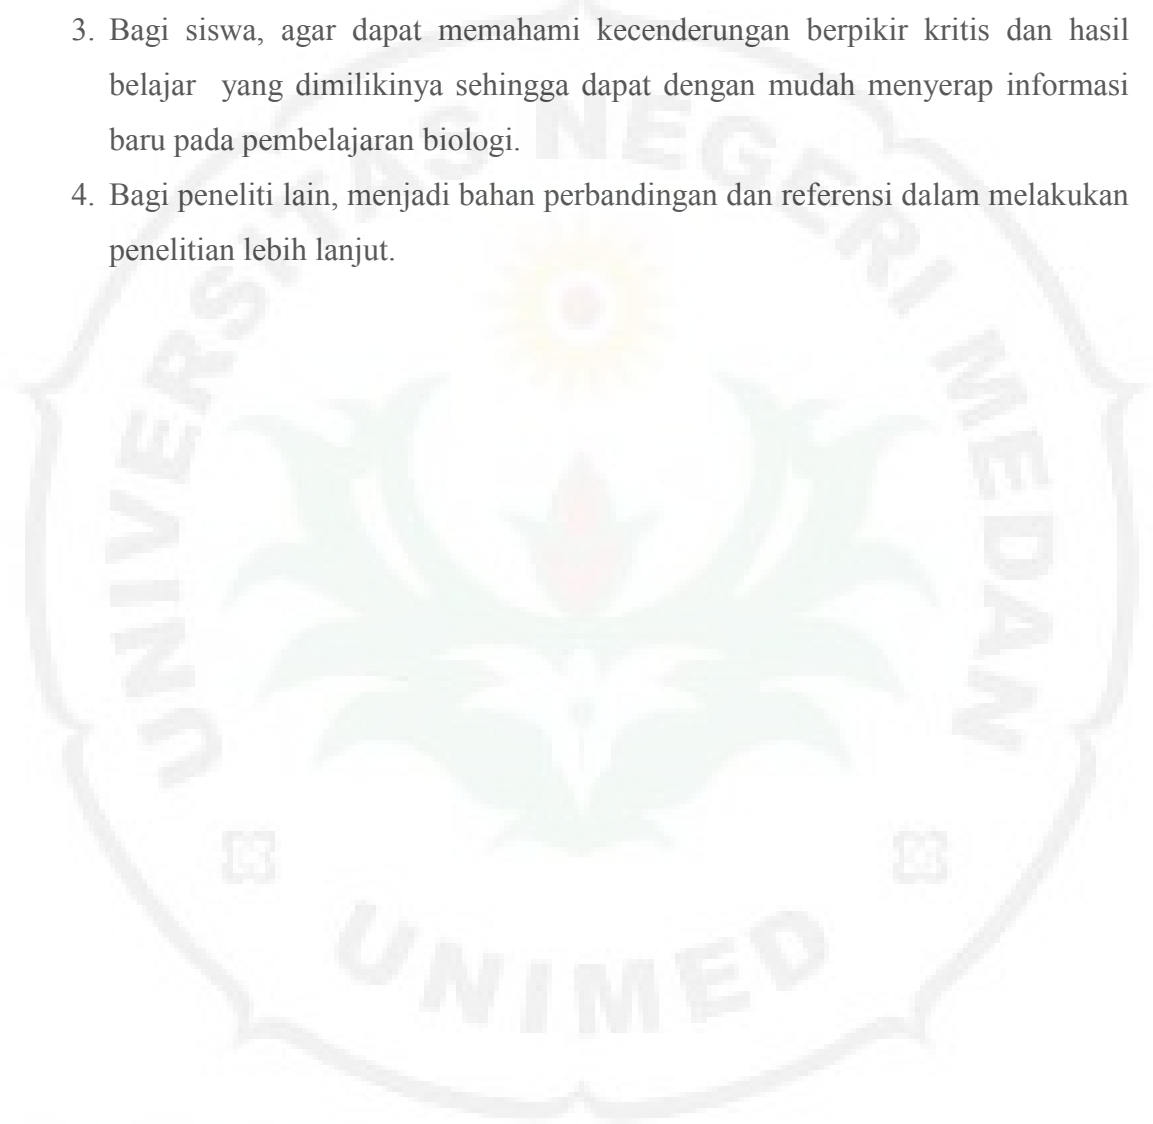 3. Bagi siswa, agar dapat memahami kecenderungan berpikir kritis dan hasil
belajar yang dimilikinya sehingga dapat dengan mudah menyerap informasi
baru pada pembelajaran biologi.
4. Bagi peneliti lain, menjadi bahan perbandingan dan referensi dalam melakukan
penelitian lebih lanjut.
UNIVERSITAS NEGERI MEDAN
UNIMED